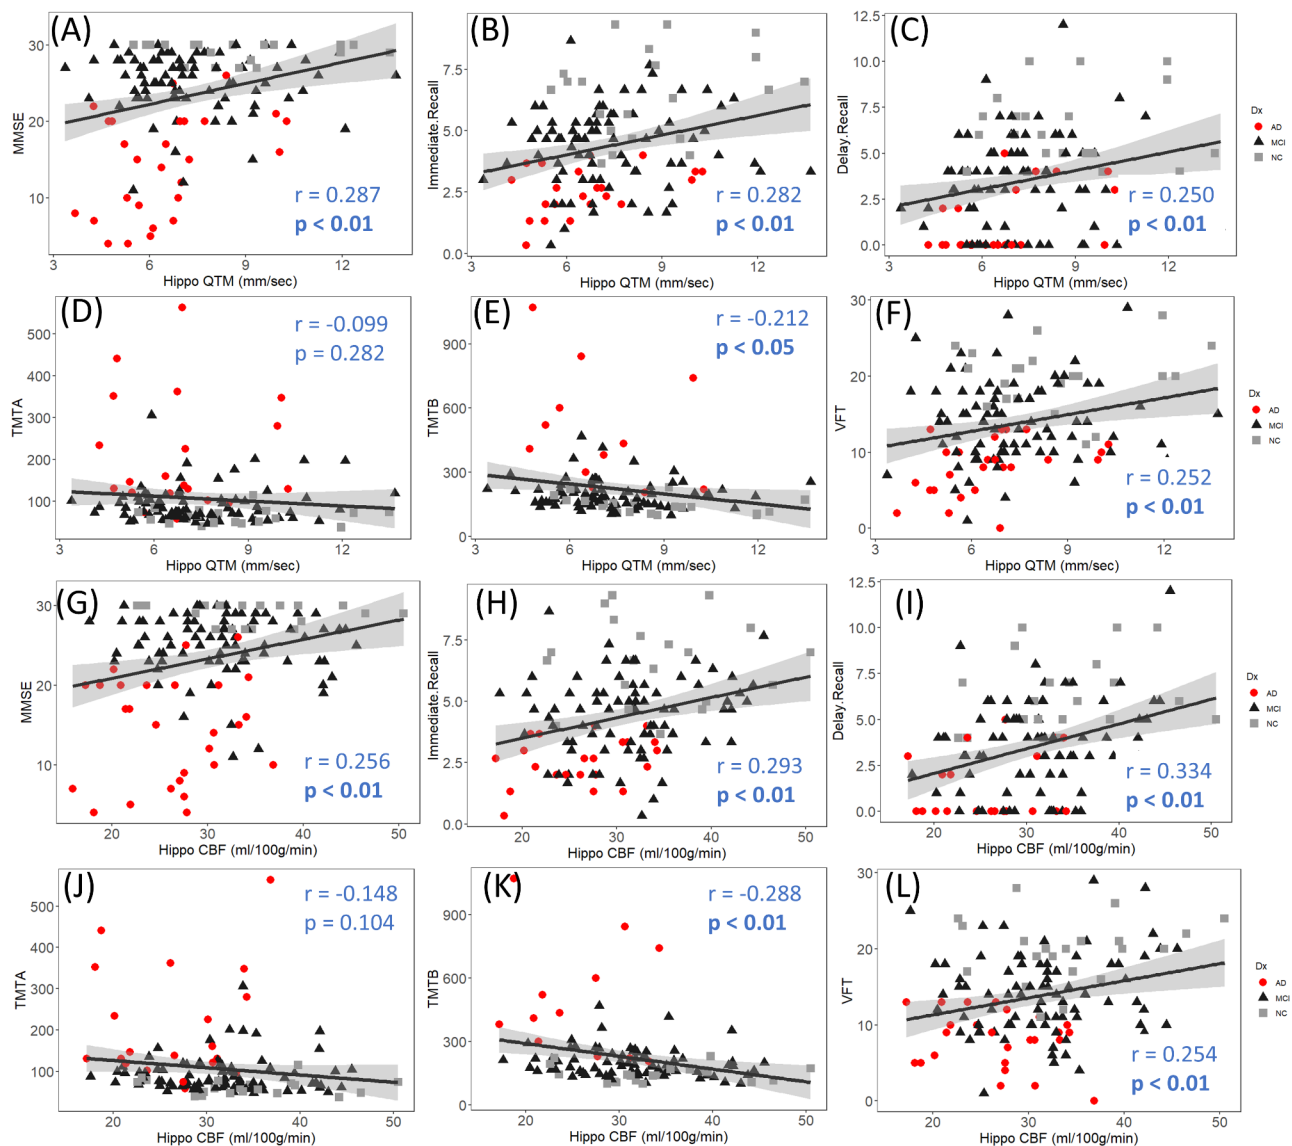 (A)
30
20
10
MMSE
r = 0.287
p < 0.01
3
6
9
12
Hippo QTM (mm/sec)
(B)
7.5
5.0
2.5
0.0
Immediate.Recall
r = 0.282
p < 0.01
3
6
9
12
Hippo QTM (mm/sec)
(C)
12.5
10.0
7.5
5.0
2.5
0.0
Delay.Recall
r = 0.250
p < 0.01
3
6
9
12
Hippo QTM (mm/sec)
Dx
AD
MCI
NC
(D)
500
400
300
200
100
TMTA
r = -0.099
p = 0.282
3
6
9
12
Hippo QTM (mm/sec)
(E)
900
600
300
0
TMTB
r = -0.212
p < 0.05
3
6
9
12
Hippo QTM (mm/sec)
(F)
30
20
10
0
VFT
r = 0.252
p < 0.01
3
6
9
12
Hippo QTM (mm/sec)
Dx
AD
MCI
NC
(G)
30
20
10
MMSE
r = 0.256
p < 0.01
20
30
40
50
Hippo CBF (ml/100g/min)
(H)
7.5
5.0
2.5
0.0
Immediate.Recall
r = 0.293
p < 0.01
20
30
40
50
Hippo CBF (ml/100g/min)
(I)
12.5
10.0
7.5
5.0
2.5
0.0
Delay.Recall
r = 0.334
p < 0.01
20
30
40
50
Hippo CBF (ml/100g/min)
Dx
AD
MCI
NC
(J)
500
400
300
200
100
TMTA
r = -0.148
p = 0.104
20
30
40
50
Hippo CBF (ml/100g/min)
(K)
900
600
300
0
TMTB
r = -0.288
p < 0.01
20
30
40
50
Hippo CBF (ml/100g/min)
(L)
30
20
10
0
VFT
r = 0.254
p < 0.01
20
30
40
50
Hippo CBF (ml/100g/min)
Dx
AD
MCI
NC